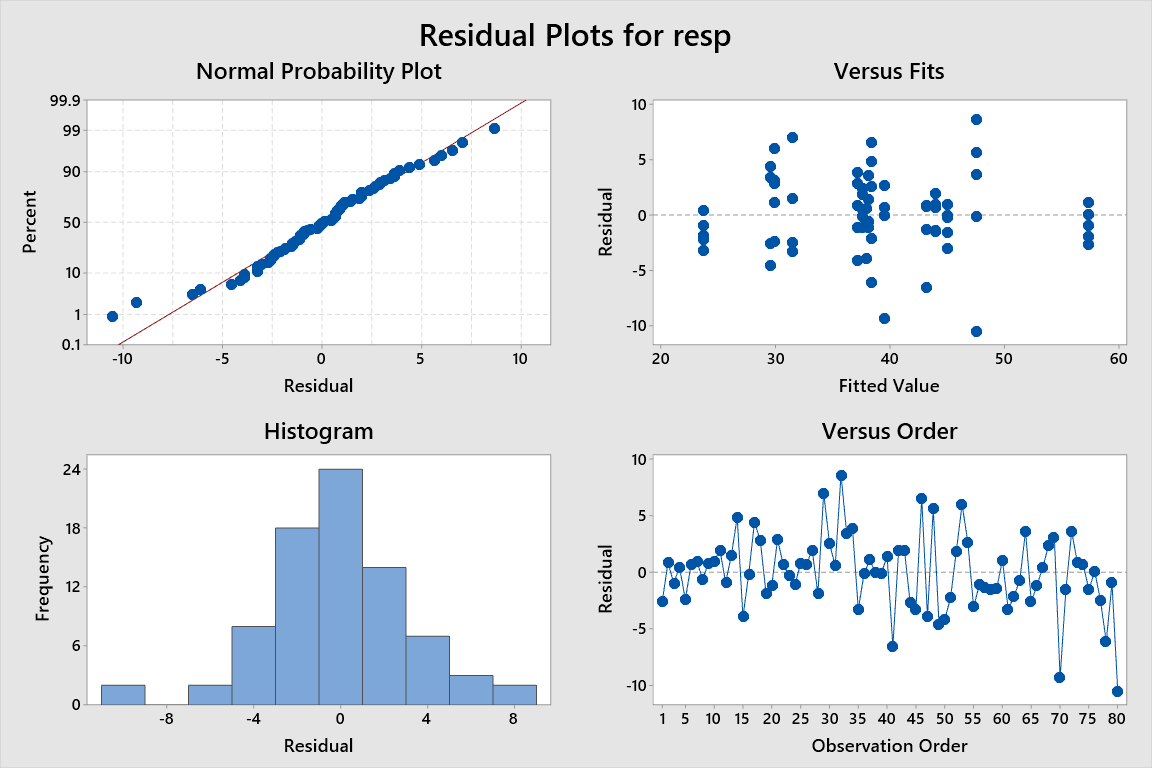 Residual Plots for resp
Normal Probability Plot
99.9
99
90
50
10
1
0.1
Percent
-10 -5 0 5 10
Residual
Versus Fits
10
5
0
-5
-10
Residual
20 30 40 50 60
Fitted Value
Histogram
24
18
12
6
0
Frequency
-8 -4 0 4 8
Residual
Versus Order
10
5
0
-5
-10
Residual
1 5 10 15 20 25 30 35 40 45 50 55 60 65 70 75 80
Observation Order